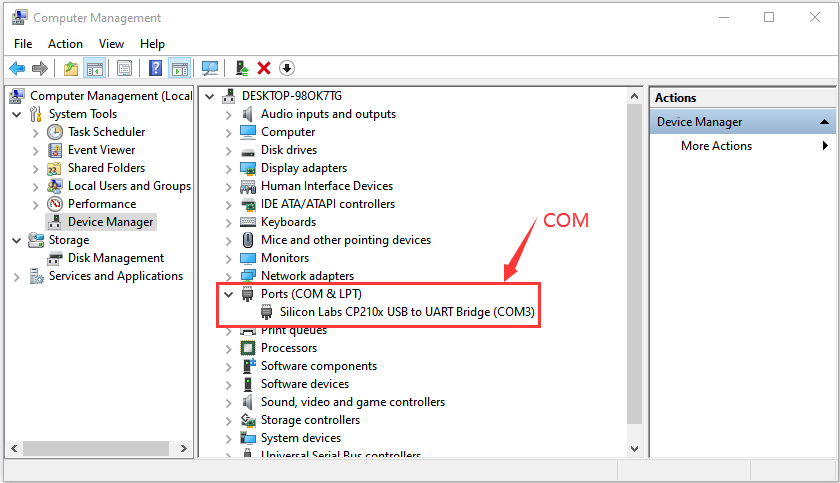 Computer Management
File Action View Help
Computer Management (Local
System Tools
Task Scheduler
Event Viewer
Shared Folders
Local Users and Groups
Performance
Device Manager
Storage
Disk Management
Services and Applications
DESKTOP-98OK7TG
Audio inputs and outputs
Computer
Disk drives
Display adapters
Human Interface Devices
IDE ATA/ATAPI controllers
Keyboards
Mice and other pointing devices
Monitors
Network adapters
Ports (COM & LPT)
Silicon Labs CP210x USB to UART Bridge (COM3)
Print queues
Processors
Software components
Software devices
Sound, video and game controllers
Storage controllers
System devices
Universal Serial Bus controllers
COM
Actions
Device Manager
More Actions